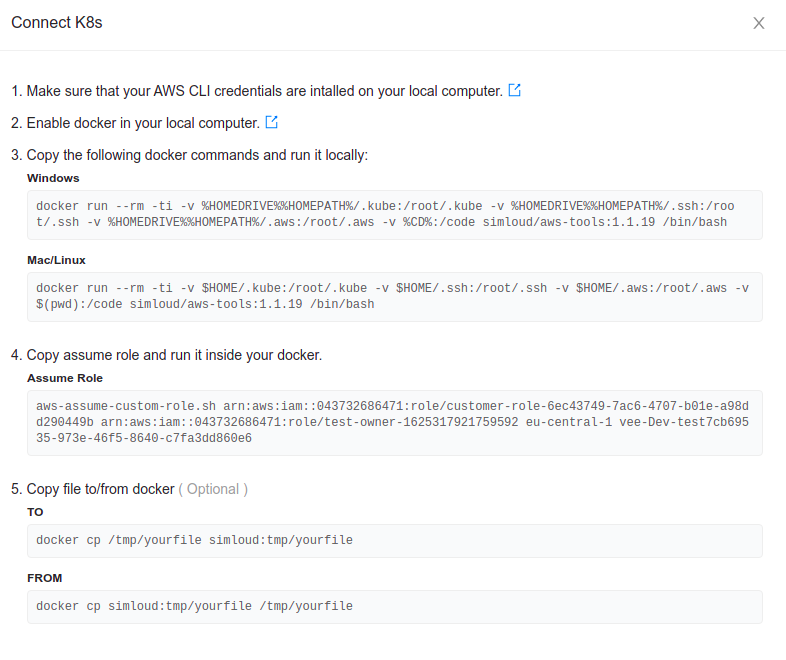 Connect K8s
1. Make sure that your AWS CLI credentials are intalled on your local computer.
2. Enable docker in your local computer.
3. Copy the following docker commands and run it locally:
Windows
docker run --rm -ti -v %HOMEDRIVE%%HOMEPATH%/.kube:/root/.kube -v %HOMEDRIVE%%HOMEPATH%/.ssh:/roo
t/.ssh -v %HOMEDRIVE%%HOMEPATH%/.aws:/root/.aws -v %CD%:/code simloud/aws-tools:1.1.19 /bin/bash
Mac/Linux
docker run --rm -ti -v $HOME/.kube:/root/.kube -v $HOME/.ssh:/root/.ssh -v $HOME/.aws:/root/.aws -v
$(pwd):/code simloud/aws-tools:1.1.19 /bin/bash
4. Copy assume role and run it inside your docker.
Assume Role
aws-assume-custom-role.sh arn:aws:iam::043732686471:role/customer-role-6ec43749-7ac6-4707-b01e-a98d
d290449b arn:aws:iam::043732686471:role/test-owner-1625317921759592 eu-central-1 vee-Dev-test7cb695
35-973e-46f5-8640-c7fa3dd860e6
5. Copy file to/from docker ( Optional )
TO
docker cp /tmp/yourfile simloud:tmp/yourfile
FROM
docker cp simloud:tmp/yourfile /tmp/yourfile